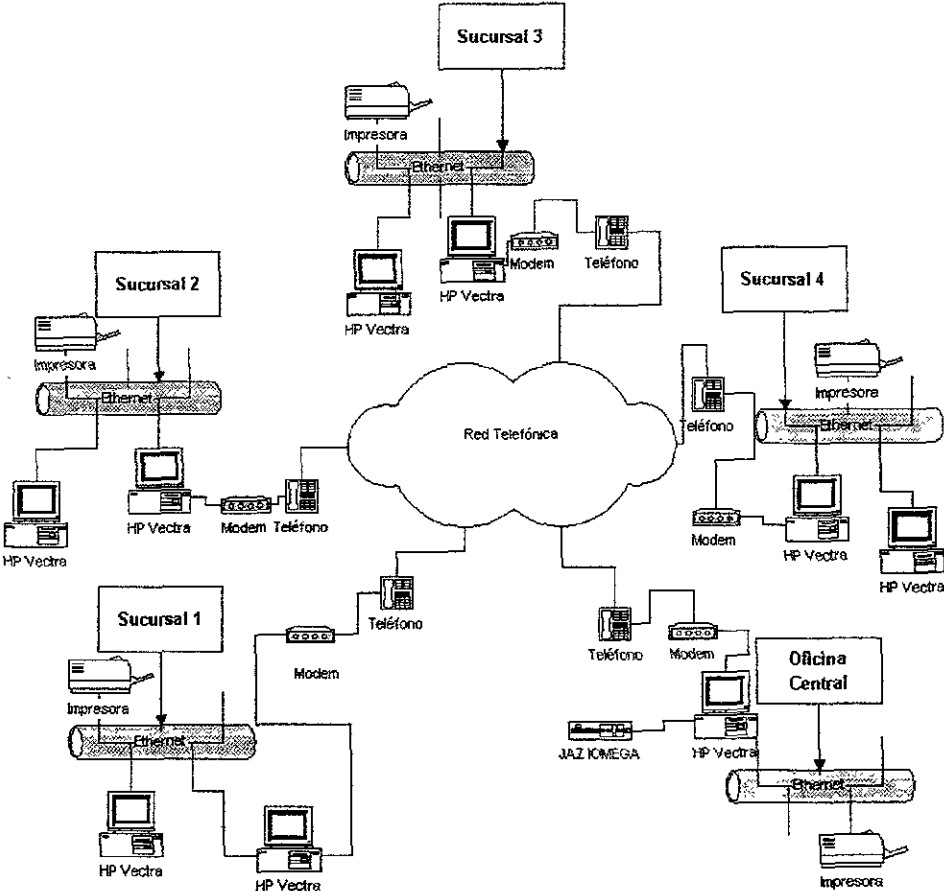 Sucursal 3
Impresora
Ethernet
HP Vectra
HP Vectra
Modem
Teléfono
Sucursal 2
Impresora
Ethernet
HP Vectra
HP Vectra
Modem
Teléfono
Sucursal 4
Impresora
Ethernet
Teléfono
Modem
HP Vectra
HP Vectra
Red Telefónica
Sucursal 1
Impresora
Ethernet
HP Vectra
HP Vectra
Modem
Teléfono
Teléfono
Modem
Oficina
Central
JAZ IOMEGA
HP Vectra
Ethernet
Impresora